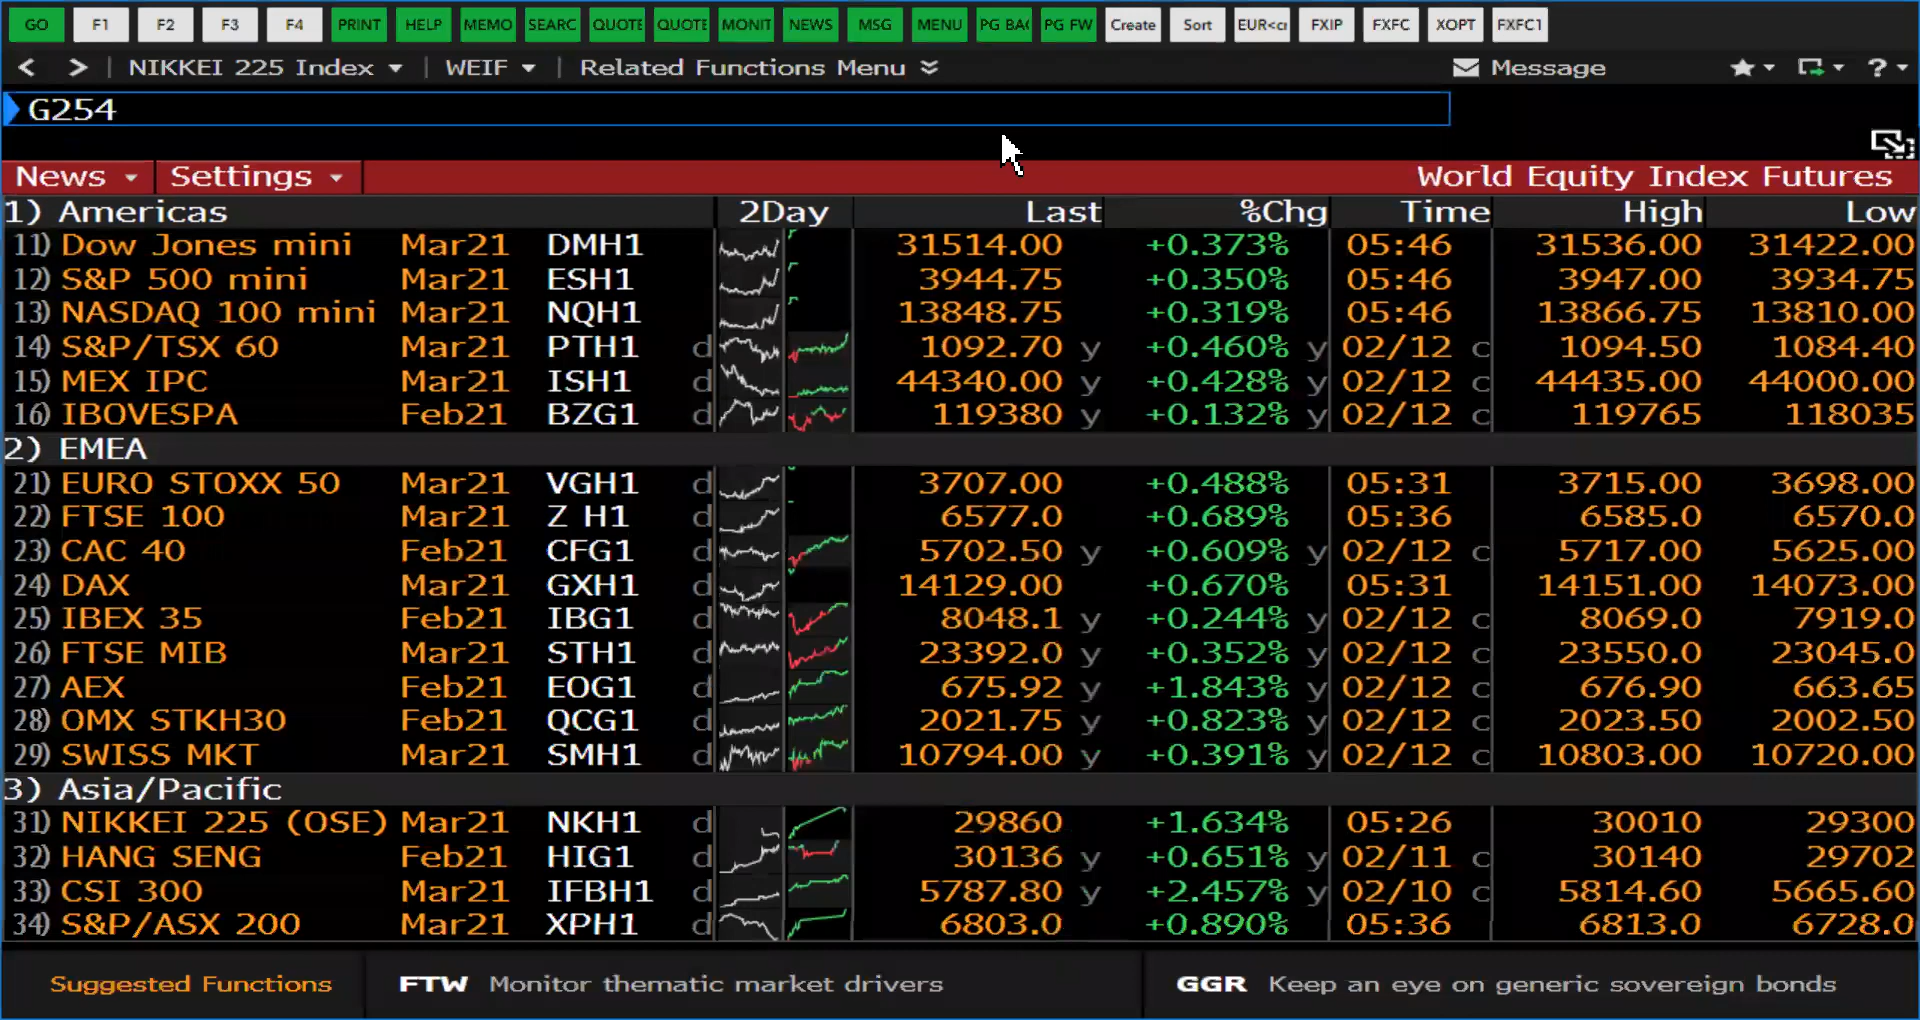 GO F1 F2 F3 F4 PRINT HELP MEMO SEARC QUOTE QUOTE MONIT NEWS MSG MENU PG BA( PG FW Create Sort EUR<cr FXIP FXFC XOPT FXFC1
NIKKEI 225 Index WEIF Related Functions Menu Message ?
G254
News Settings World Equity Index Futures
1) Americas 2Day Last %Chg Time High Low
11) Dow Jones mini Mar21 DMH1 31514.00 +0.373% 05:46 31536.00 31422.00
12) S&P 500 mini Mar21 ESH1 3944.75 +0.350% 05:46 3947.00 3934.75
13) NASDAQ 100 mini Mar21 NQH1 13848.75 +0.319% 05:46 13866.75 13810.00
14) S&P/TSX 60 Mar21 PTH1 d 1092.70 y +0.460% y 02/12 c 1094.50 1084.40
15) MEX IPC Mar21 ISH1 d 44340.00 y +0.428% y 02/12 c 44435.00 44000.00
16) IBOVESPA Feb21 BZG1 d 119380 y +0.132% y 02/12 c 119765 118035
2) EMEA
21) EURO STOXX 50 Mar21 VGH1 d 3707.00 +0.488% 05:31 3715.00 3698.00
22) FTSE 100 Mar21 Z H1 d 6577.0 +0.689% 05:36 6585.0 6570.0
23) CAC 40 Feb21 CFG1 d 5702.50 y +0.609% y 02/12 c 5717.00 5625.00
24) DAX Mar21 GXH1 d 14129.00 +0.670% 05:31 14151.00 14073.00
25) IBEX 35 Feb21 IBG1 d 8048.1 y +0.244% y 02/12 c 8069.0 7919.0
26) FTSE MIB Mar21 STH1 d 23392.0 y +0.352% y 02/12 c 23550.0 23045.0
27) AEX Feb21 EOG1 d 675.92 y +1.843% y 02/12 c 676.90 663.65
28) OMX STKH30 Feb21 QCG1 d 2021.75 y +0.823% y 02/12 c 2023.50 2002.50
29) SWISS MKT Mar21 SMH1 d 10794.00 y +0.391% y 02/12 c 10803.00 10720.00
3) Asia/Pacific
31) NIKKEI 225 (OSE) Mar21 NKH1 d 29860 +1.634% 05:26 30010 29300
32) HANG SENG Feb21 HIG1 d 30136 y +0.651% y 02/11 c 30140 29702
33) CSI 300 Mar21 IFBH1 d 5787.80 y +2.457% y 02/10 c 5814.60 5665.60
34) S&P/ASX 200 Mar21 XPH1 d 6803.0 +0.890% 05:36 6813.0 6728.0
Suggested Functions FTW Monitor thematic market drivers GGR Keep an eye on generic sovereign bonds